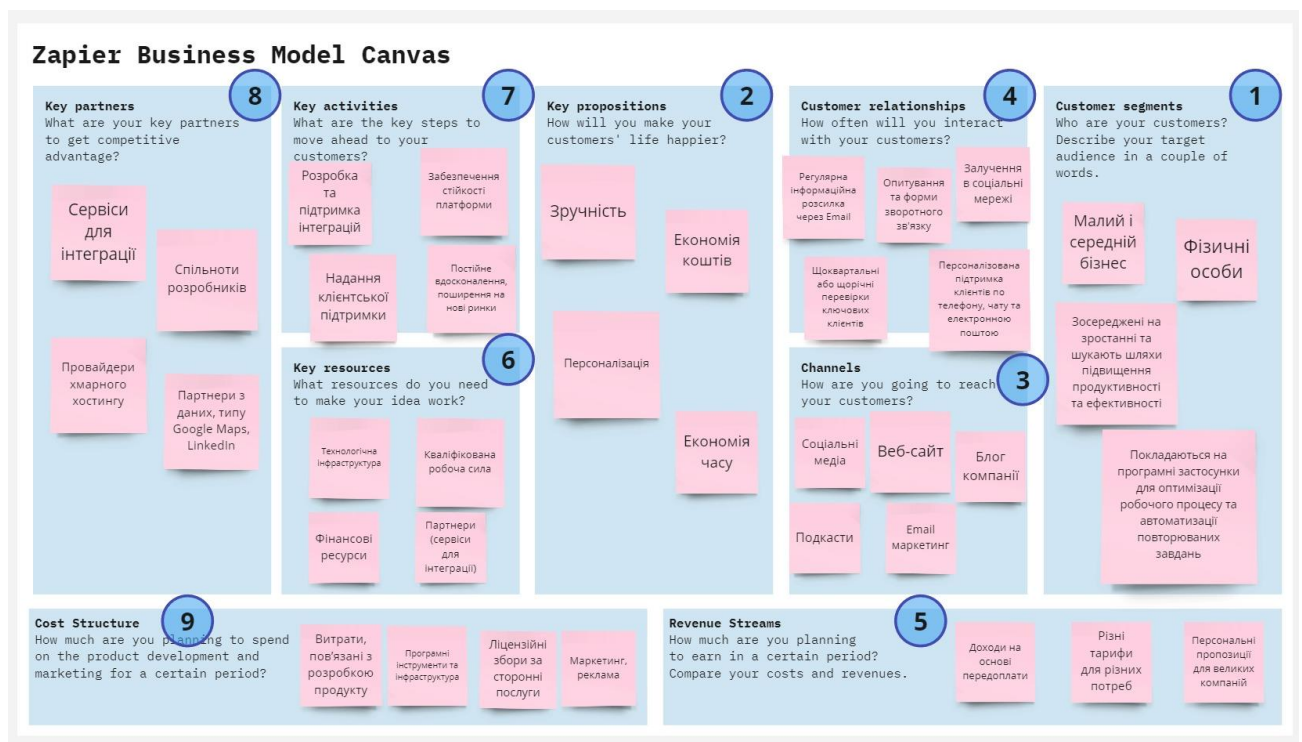 Zapier Business Model Canvas
8
Key partners
What are your key partners
to get competitive
advantage?
Сервіси
для
інтеграції
Спільноти
розробників
Провайдери
хмарного
хостингу
Партнери з
даних, типу
Google Maps,
LinkedIn
7
Key activities
What are the key steps to
move ahead to your
customers?
Розробка
та
підтримка
інтеграцій
Забезпечення
стійкості
платформи
Надання
клієнтської
підтримки
Постійне
вдосконалення,
поширення на
нові ринки
6
Key resources
What resources do you need
to make your idea work?
Технологічна
інфраструктура
Кваліфікована
робоча сила
Фінансові
ресурси
Партнери
(сервіси
для
інтеграції)
2
Key propositions
How will you make your
customers' life happier?
Зручність
Економія
коштів
Персоналізація
Економія
часу
4
Customer relationships
How often will you interact
with your customers?
Регулярна
інформаційна
розсилка
через Email
Опитування
та форми
зворотного
зв'язку
Залучення
в соціальні
мережі
Щоквартальні
або щорічні
перевірки
ключових
клієнтів
Персоналізована
підтримка
клієнтів по
телефону, чату та
електронною
поштою
3
Channels
How are you going to reach
your customers?
Соціальні
медіа
Веб-сайт
Блог
компанії
Подкасти
Email
маркетинг
1
Customer segments
Who are your customers?
Describe your target
audience in a couple of
words.
Малий і
середній
бізнес
Фізичні
особи
Зосереджені на
зростанні та
шукають шляхи
підвищення
продуктивності
та ефективності
Покладаються на
програмні застосунки
для оптимізації
робочого процесу та
автоматизації
повторюваних
завдань
9
Cost Structure
How much are you planning to spend
on the product development and
marketing for a certain period?
Витрати,
пов'язані з
розробкою
продукту
Програмні
інструменти та
інфраструктура
Ліцензійні
збори за
сторонні
послуги
Маркетинг,
реклама
5
Revenue Streams
How much are you planning
to earn in a certain period?
Compare your costs and revenues.
Доходи на
основі
передоплати
Різні
тарифи
для різних
потреб
Персональні
пропозиції
для великих
компаній